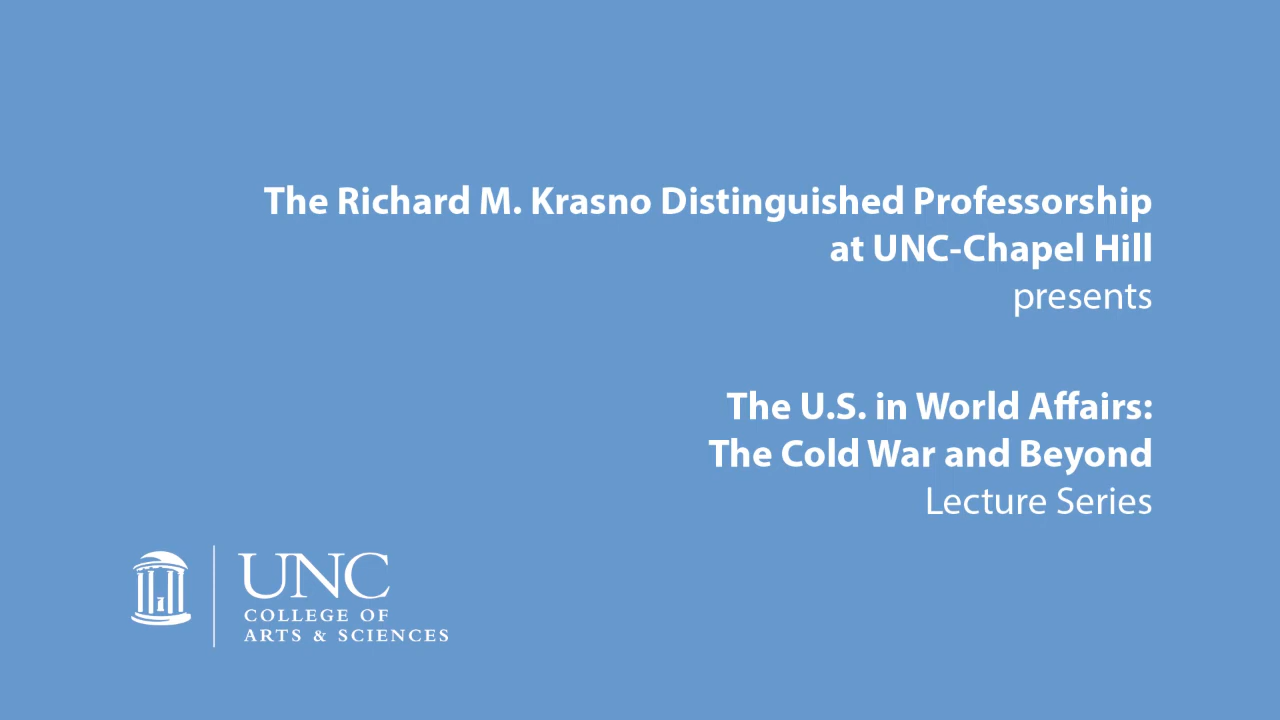 The Richard M. Krasno Distinguished Professorship
at UNC-Chapel Hill
presents
The U.S. in World Affairs:
The Cold War and Beyond
Lecture Series
UNC
COLLEGE OF
ARTS & SCIENCES